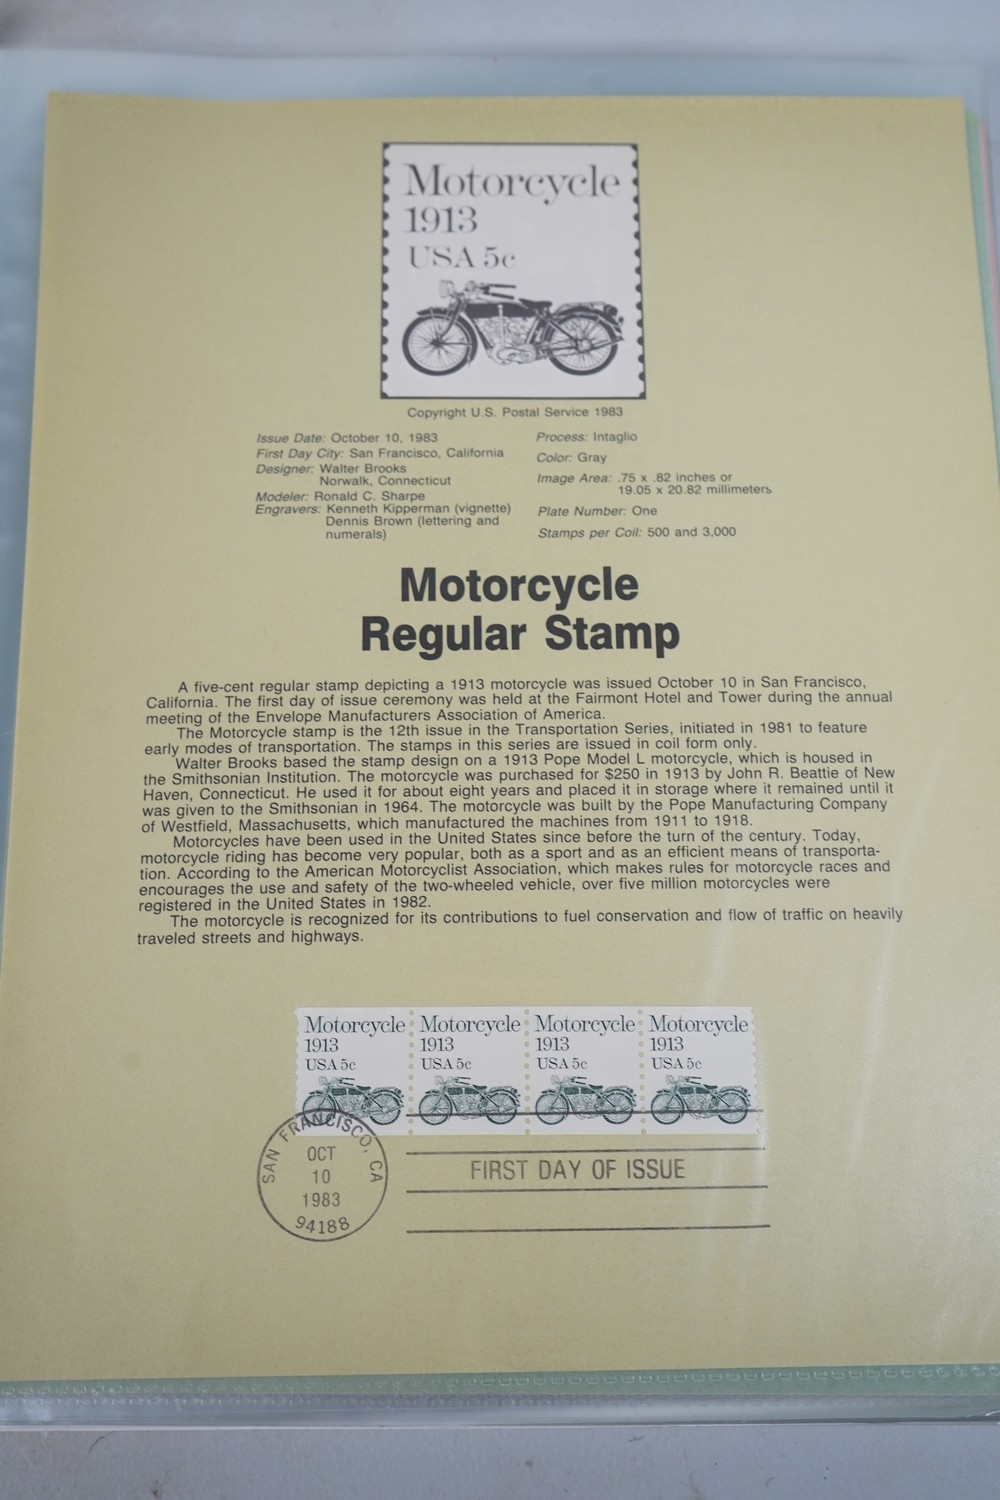 Motorcycle
1913
USA 5c
Copyright U.S. Postal Service 1983
Issue Date: October 10, 1983
First Day City: San Francisco, California
Designer: Walter Brooks
Norwalk, Connecticut
Modeler: Ronald C. Sharpe
Engravers: Kenneth Kipperman (vignette)
Dennis Brown (lettering and
numerals)
Process: Intaglio
Color: Gray
Image Area: .75 x .82 inches or
19.05 x 20.82 millimeters
Plate Number: One
Stamps per Coil: 500 and 3,000
Motorcycle
Regular Stamp
A five-cent regular stamp depicting a 1913 motorcycle was issued October 10 in San Francisco,
California. The first day of issue ceremony was held at the Fairmont Hotel and Tower during the annual
meeting of the Envelope Manufacturers Association of America.
The Motorcycle stamp is the 12th issue in the Transportation Series, initiated in 1981 to feature
early modes of transportation. The stamps in this series are issued in coil form only.
Walter Brooks based the stamp design on a 1913 Pope Model L motorcycle, which is housed in
the Smithsonian Institution. The motorcycle was purchased for $250 in 1913 by John R. Beattie of New
Haven, Connecticut. He used it for about eight years and placed it in storage where it remained until it
was given to the Smithsonian in 1964. The motorcycle was built by the Pope Manufacturing Company
of Westfield, Massachusetts, which manufactured the machines from 1911 to 1918.
Motorcycles have been used in the United States since before the turn of the century. Today,
motorcycle riding has become very popular, both as a sport and as an efficient means of transporta-
tion. According to the American Motorcyclist Association, which makes rules for motorcycle races and
encourages the use and safety of the two-wheeled vehicle, over five million motorcycles were
registered in the United States in 1982.
The motorcycle is recognized for its contributions to fuel conservation and flow of traffic on heavily
traveled streets and highways.
Motorcycle Motorcycle Motorcycle Motorcycle
1913 1913 1913 1913
USA 5c USA 5c USA 5c USA 5c
SAN FRANCISCO, CA
OCT
10
1983
94188
FIRST DAY OF ISSUE